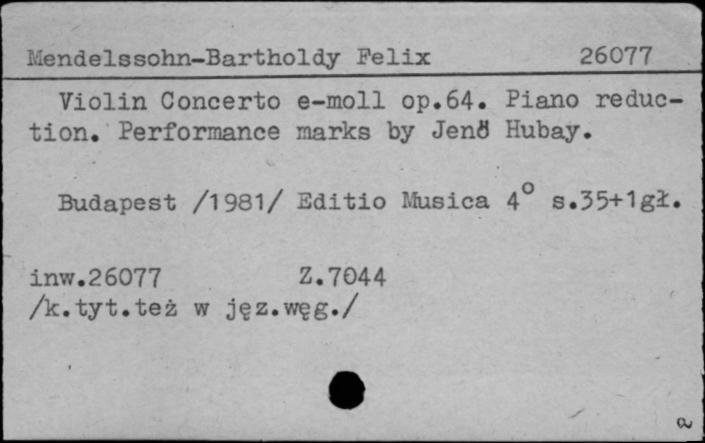 Mendelssohn-Bartholdy Felix 26077
Violin Concerto e-moll op.64. Piano reduc-
tion. Performance marks by Jenő Hubay.
Budapest /1981/ Editio Musica 4° s.35+1gł.
inw.26077 Z.7044
/k.tyt.też w jęz.węg./